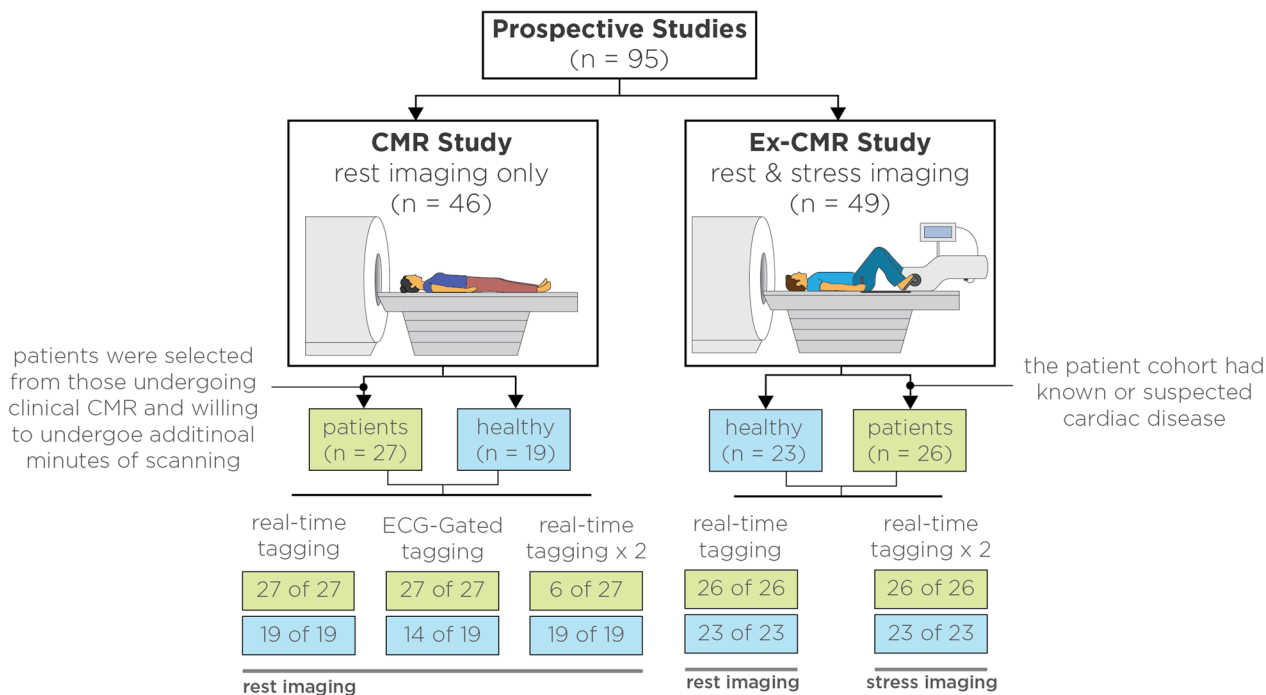 Prospective Studies
(n = 95)
CMR Study
rest imaging only
(n = 46)
Ex-CMR Study
rest & stress imaging
(n = 49)
patients were selected
from those undergoing
clinical CMR and willing
to undergoe additinoal
minutes of scanning
the patient cohort had
known or suspected
cardiac disease
patients
(n = 27)
healthy
(n = 19)
healthy
(n = 23)
patients
(n = 26)
real-time
tagging
ECG-Gated
tagging
real-time
tagging x 2
real-time
tagging
real-time
tagging x 2
27 of 27
27 of 27
6 of 27
26 of 26
26 of 26
19 of 19
14 of 19
19 of 19
23 of 23
23 of 23
rest imaging
rest imaging
stress imaging